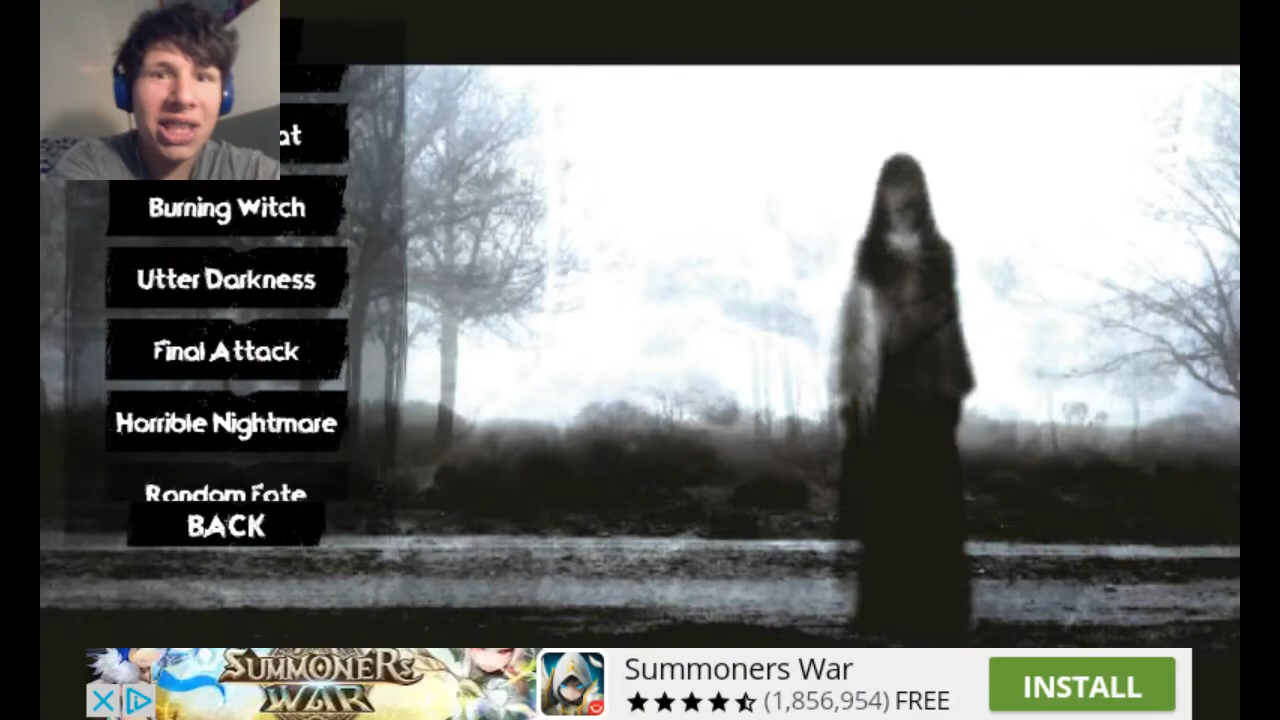 at
Burning Witch
Utter Darkness
Final Attack
Horrible Nightmare
Random Fate
BACK
SUMMONERS
WAR
Summoners War
(1,856,954) FREE
INSTALL